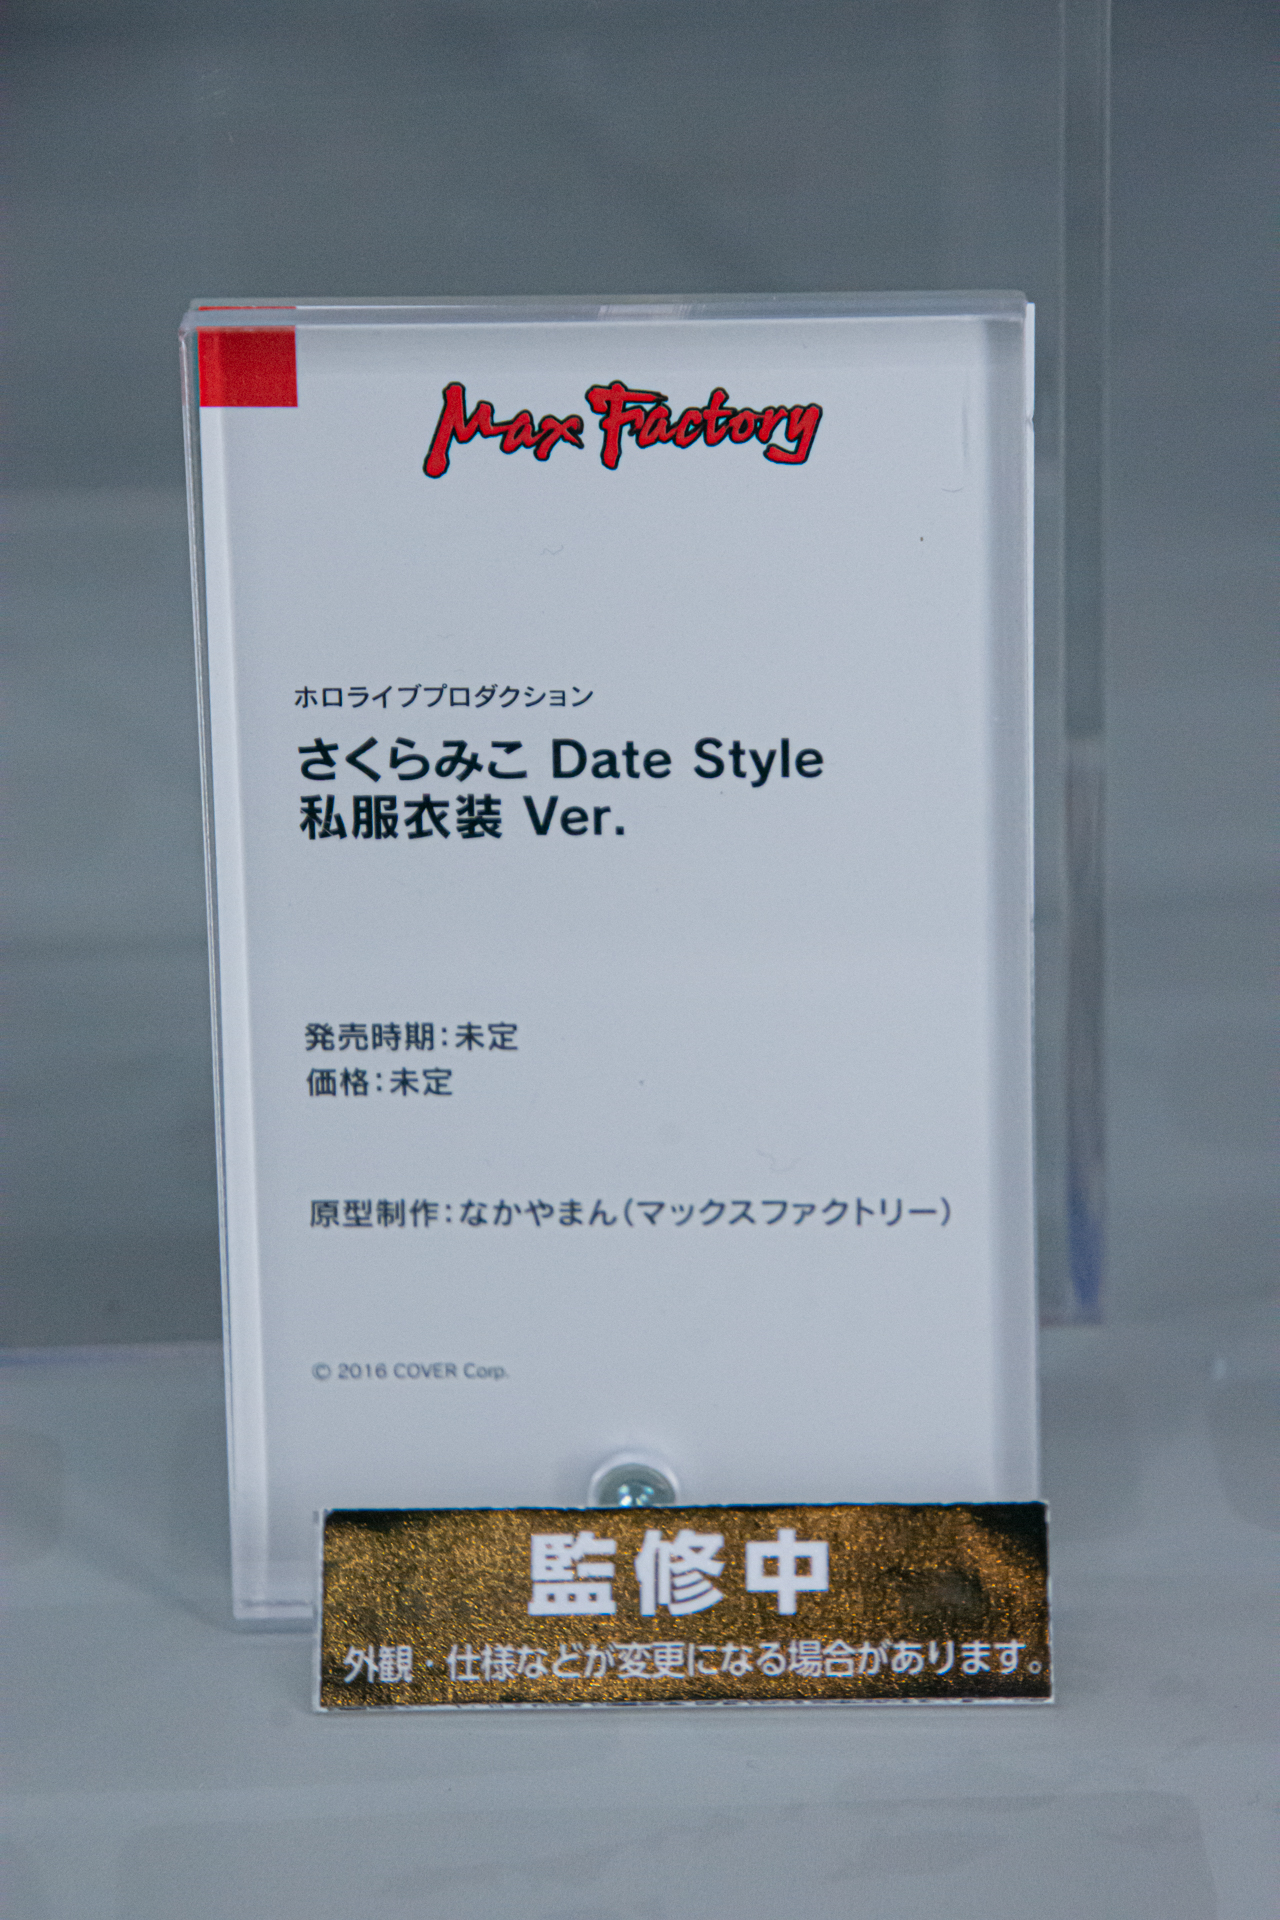 Max Factory
ホロライブプロダクション
さくらみこ Date Style
私服衣装 Ver.
発売時期：未定
価格：未定
原型制作：なかやまん（マックスファクトリー）
© 2016 COVER Corp.
監修中
外観・仕様などが変更になる場合があります。